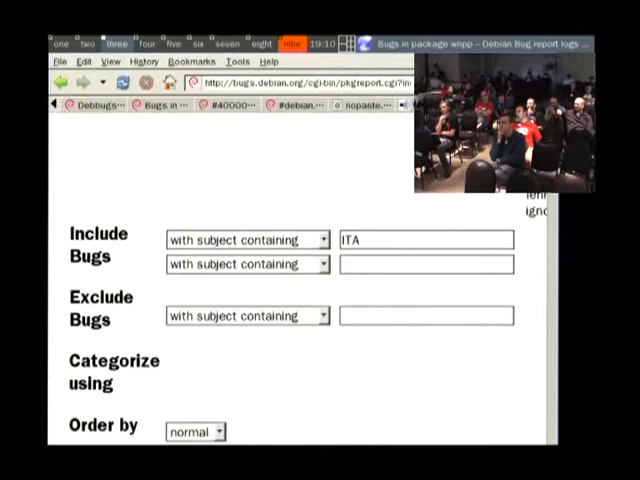 one two three four five six seven eight nine 19:10 Bugs in package wnpp – Debian Bug report logs ...
File Edit View History Bookmarks Tools Help
http://bugs.debian.org/cgi-bin/pkgreport.cgi?in
Debbugs... Bugs in ... #40000... #debian.... nopaste....
ignc
Include Bugs
with subject containing ITA
with subject containing
Exclude Bugs
with subject containing
Categorize using
Order by normal